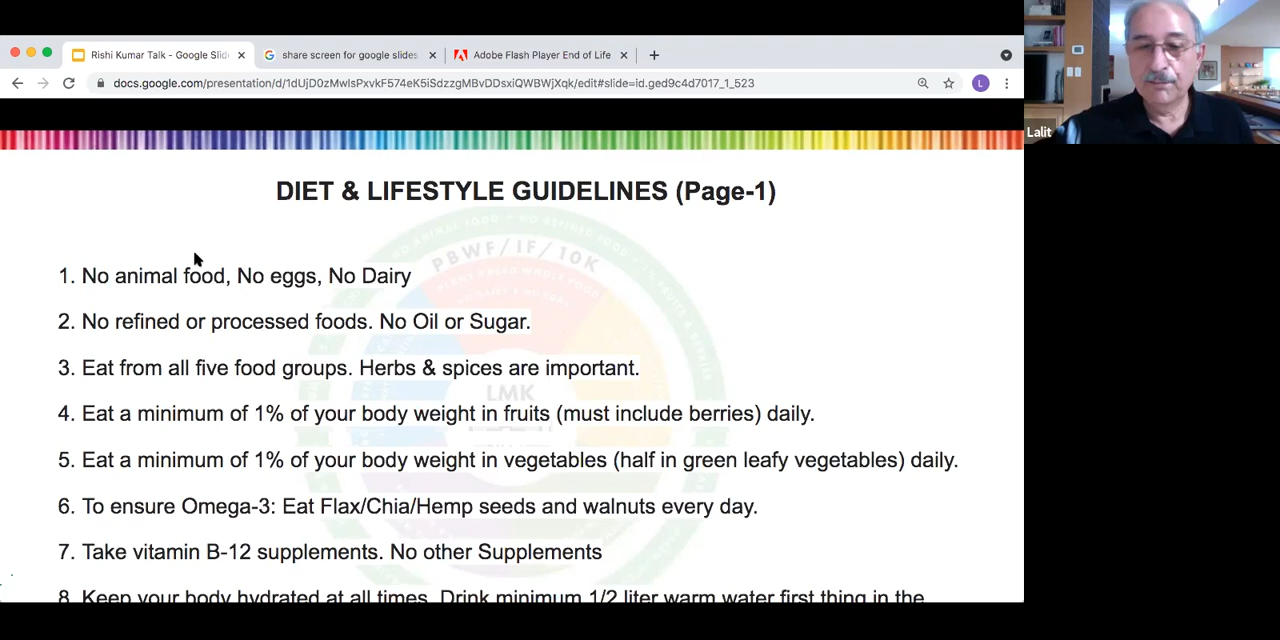 Rishi Kumar Talk - Google Slid
share screen for google slides
Adobe Flash Player End of Life
docs.google.com/presentation/d/1dUjD0zMwIsPxvkF574eK5iSdzzgMBvDDsxiQWBWjXqk/edit#slide=id.ged9c4d7017_1_523
L
Lalit
DIET & LIFESTYLE GUIDELINES (Page-1)
PBWF/IF/10K
LMK
1. No animal food, No eggs, No Dairy
2. No refined or processed foods. No Oil or Sugar.
3. Eat from all five food groups. Herbs & spices are important.
4. Eat a minimum of 1% of your body weight in fruits (must include berries) daily.
5. Eat a minimum of 1% of your body weight in vegetables (half in green leafy vegetables) daily.
6. To ensure Omega-3: Eat Flax/Chia/Hemp seeds and walnuts every day.
7. Take vitamin B-12 supplements. No other Supplements
8. Keep your body hydrated at all times. Drink minimum 1/2 liter warm water first thing in the